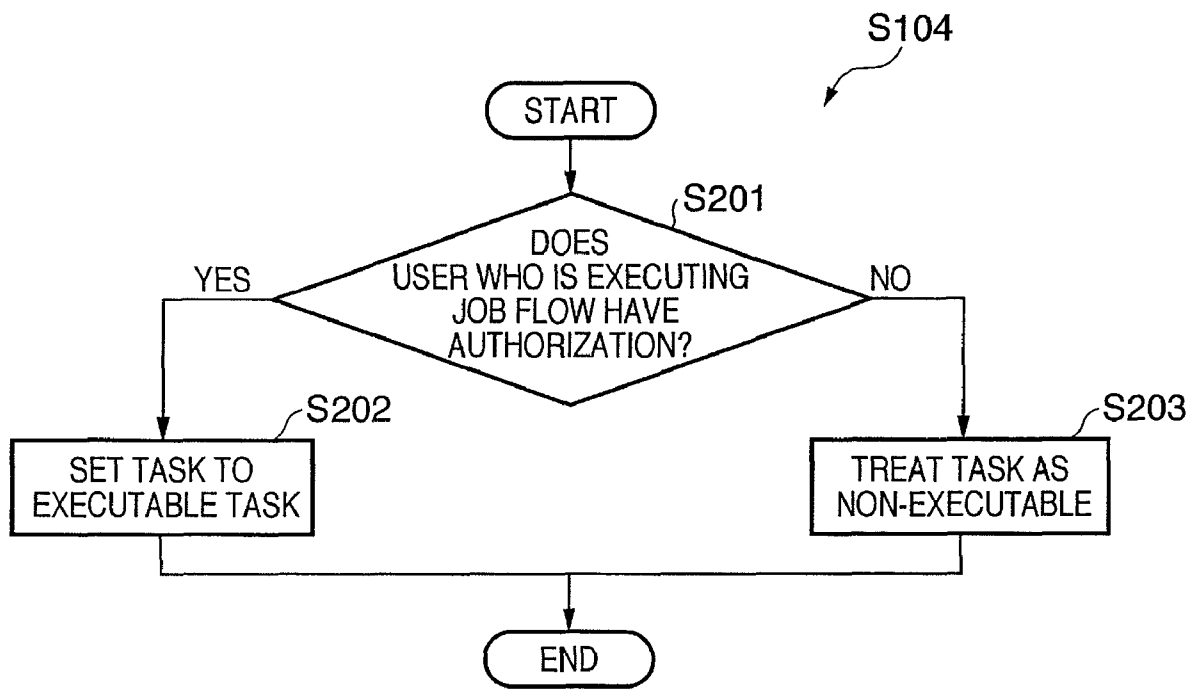 S104
START
S201
DOES
USER WHO IS EXECUTING
JOB FLOW HAVE
AUTHORIZATION?
YES
NO
S202
SET TASK TO
EXECUTABLE TASK
S203
TREAT TASK AS
NON-EXECUTABLE
END